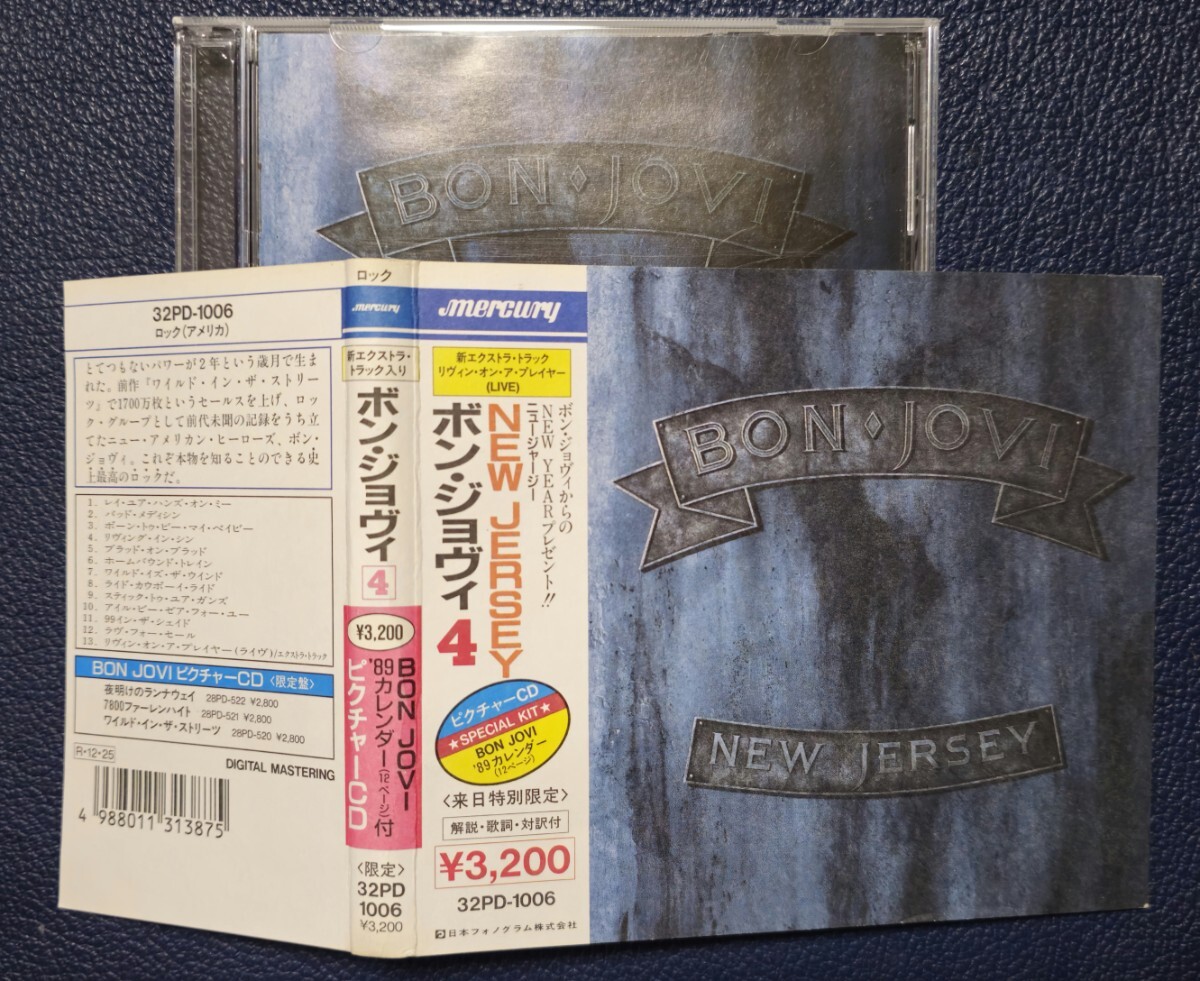 BON♦JOVI
32PD-1006
ロック(アメリカ)
とてつもないパワーが2年という歳月で生ま
れた。前作『ワイルド・イン・ザ・ストリー
ツ』で1700万枚というセールスを上げ、ロッ
ク・グループとして前代未聞の記録をうち立
てたニュー・アメリカン・ヒーローズ、ボン・
ジョヴィ。これぞ本物を知ることのできる史
上最高のロックだ。
1. レイ・ユア・ハンズ・オン・ミー
2. バッド・メディシン
3. ボーン・トゥ・ビー・マイ・ベイビー
4. リヴィング・イン・シン
5. ブラッド・オン・ブラッド
6. ホームバウンド・トレイン
7. ワイルド・イズ・ザ・ウインド
8. ライド・カウボーイ・ライド
9. スティック・トゥ・ユア・ガンズ
10. アイル・ビー・ゼア・フォー・ユー
11. 99イン・ザ・シェイド
12. ラヴ・フォー・セール
13. リヴィン・オン・ア・プレイヤー(ライヴ)/エクストラ・トラック
BON JOVI ピクチャーCD〈限定盤〉
夜明けのランナウェイ 28PD-522 ¥2,800
7800ファーレンハイト 28PD-521 ¥2,800
ワイルド・イン・ザ・ストリーツ 28PD-520 ¥2,800
R・12・25
DIGITAL MASTERING
4 988011 313875
ロック
mercury
新エクストラ・
トラック入り
ボン・ジョヴィ 4
¥3,200
BON JOVI
'89カレンダー(12ページ)付
ピクチャーCD
〈限定〉
32PD
1006
¥3,200
mercury
新エクストラ・トラック
リヴィン・オン・ア・プレイヤー
(LIVE)
ボン・ジョヴィからの
NEW YEARプレゼント!!
ニュージャージー
NEW JERSEY
ボン・ジョヴィ 4
ピクチャーCD
★SPECIAL KIT★
BON JOVI
'89カレンダー
(12ページ)
〈来日特別限定〉
解説・歌詞・対訳付
¥3,200
32PD-1006
日本フォノグラム株式会社
BON♦JOVI
NEW JERSEY